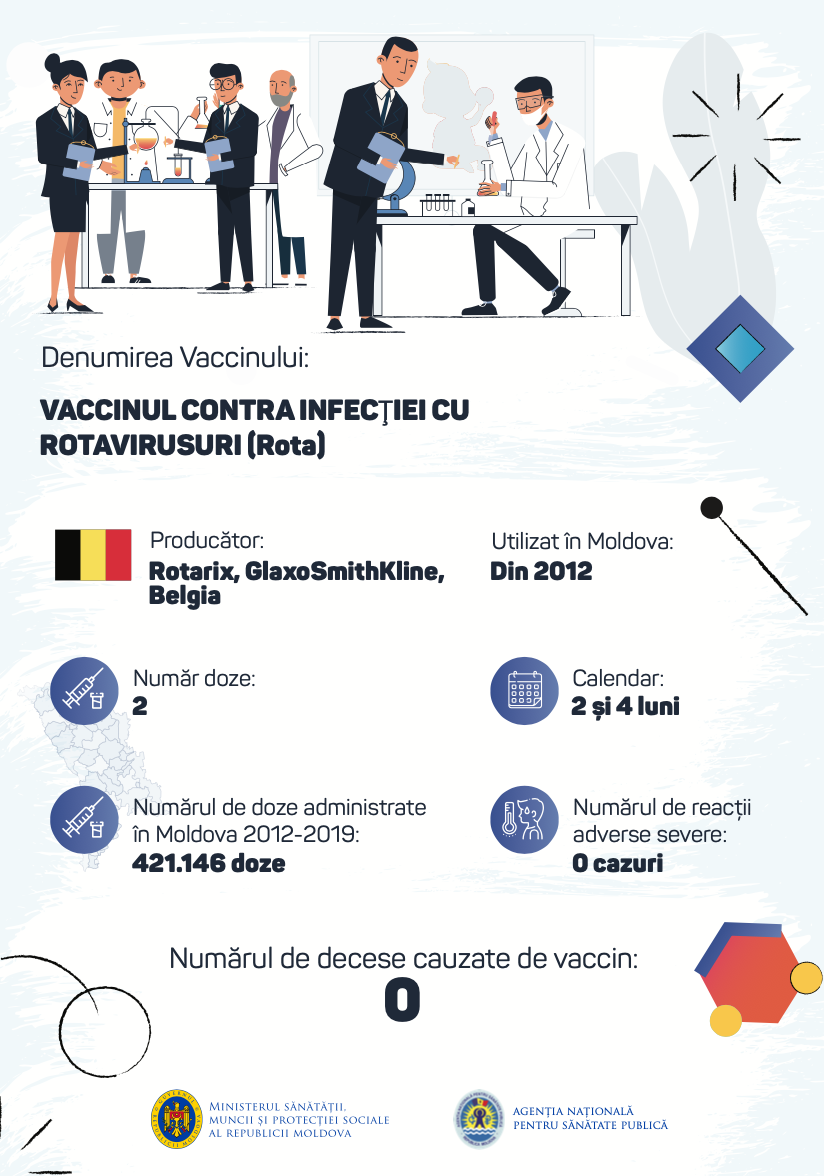 Denumirea Vaccinului:
VACCINUL CONTRA INFECŢIEI CU
ROTAVIRUSURI (Rota)
Producător:
Rotarix, GlaxoSmithKline,
Belgia
Utilizat în Moldova:
Din 2012
Număr doze:
2
Calendar:
2 și 4 luni
Numărul de doze administrate
în Moldova 2012-2019:
421.146 doze
Numărul de reacții
adverse severe:
0 cazuri
Numărul de decese cauzate de vaccin:
0
MINISTERUL SĂNĂTĂȚII,
MUNCII ȘI PROTECȚIEI SOCIALE
AL REPUBLICII MOLDOVA
AGENȚIA NAȚIONALĂ
PENTRU SĂNĂTATE PUBLICĂ